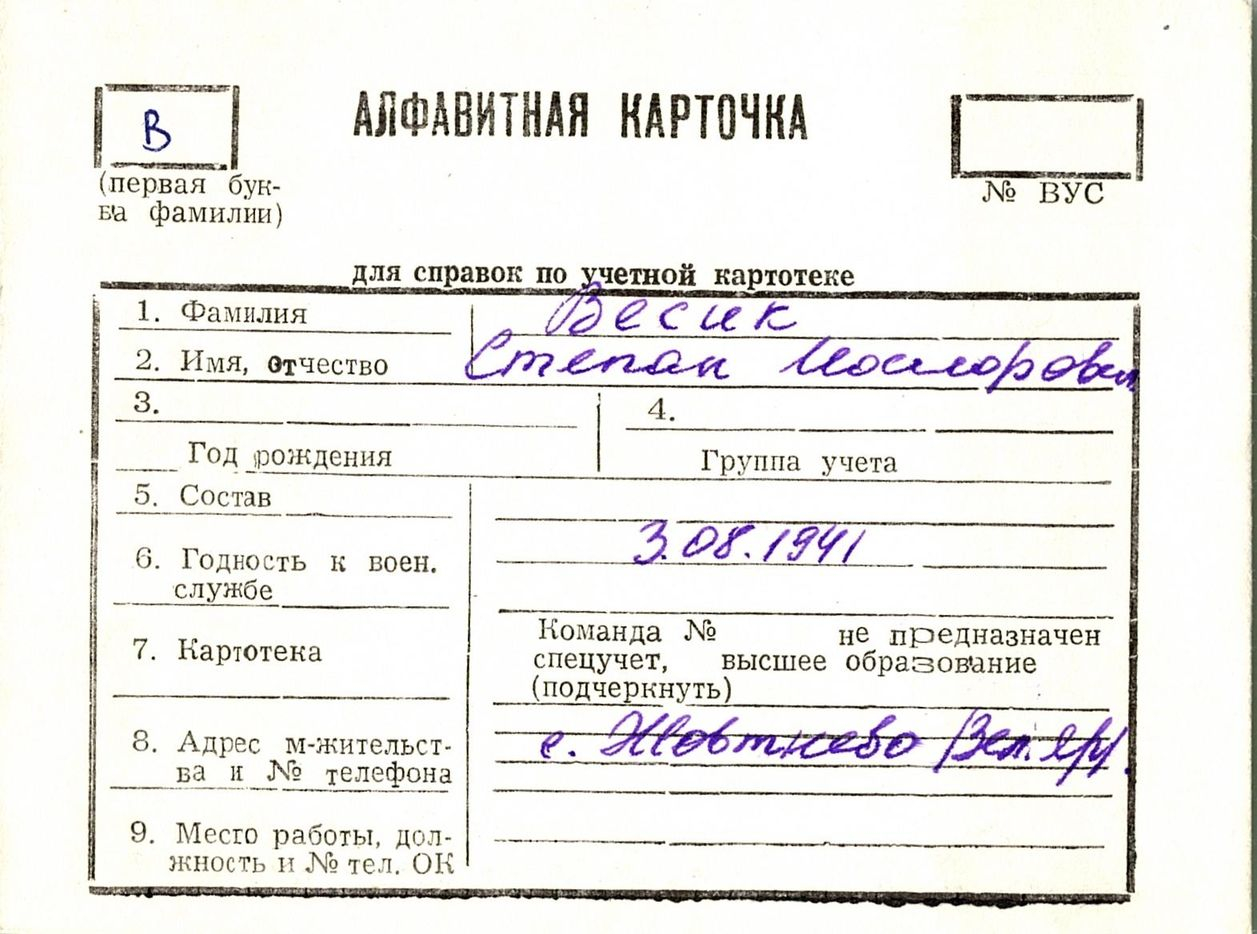 В
АЛФАВИТНАЯ КАРТОЧКА
(первая бук-
ва фамилии)
№ ВУС
для справок по учетной картотеке
1. Фамилия Весик
2. Имя, отчество Степан
3. 4.
Год рождения Группа учета
5. Состав
3.08.1941
6. Годность к воен.
службе
7. Картотека
Команда № не предназначен
спецучет, высшее образование
(подчеркнуть)
8. Адрес м-жительст-
ва и № телефона
с. Жовтнево
9. Место работы, дол-
жность и № тел. ОК